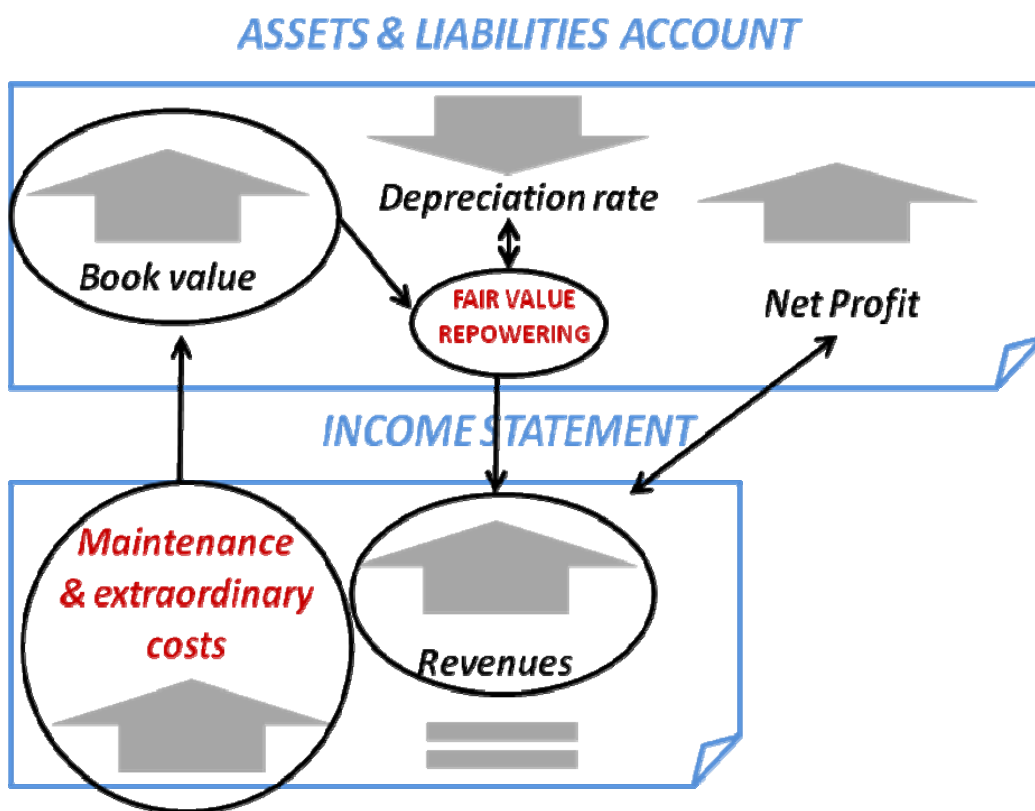 ASSETS & LIABILITIES ACCOUNT
Depreciation rate
Book value
FAIR VALUE
REPOWERING
Net Profit
INCOME STATEMENT
Maintenance
& extraordinary
costs
Revenues